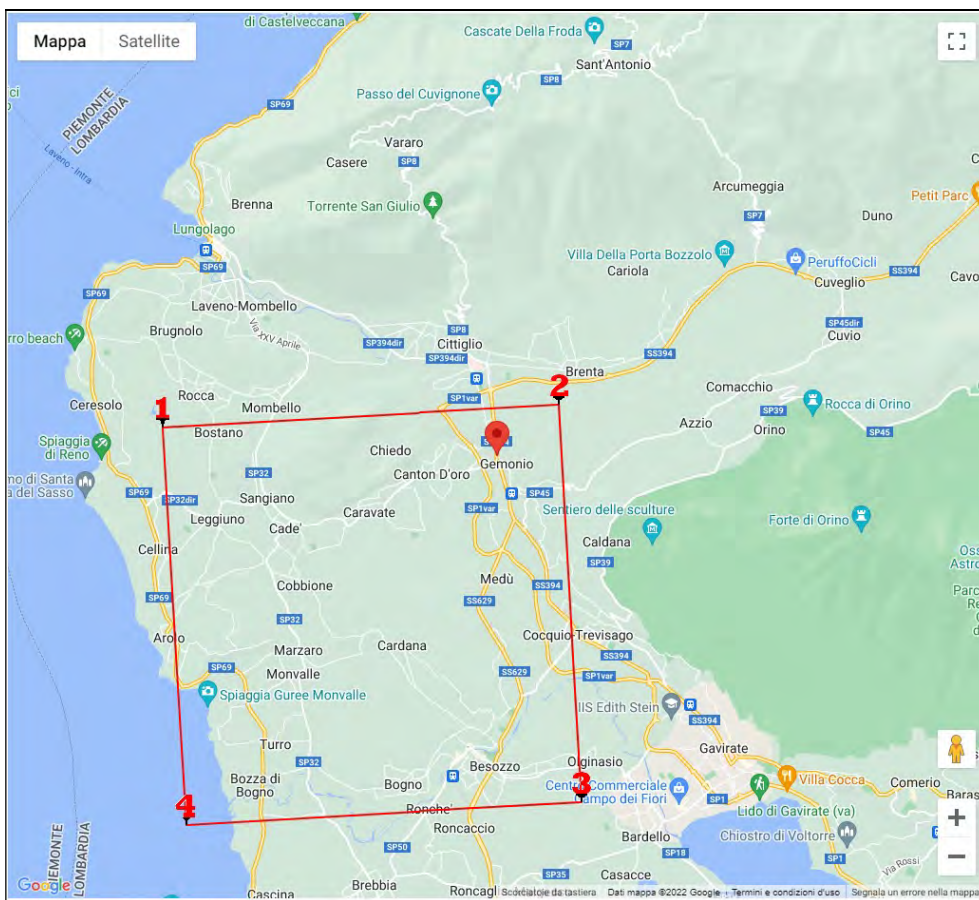 Mappa
Satellite
di Castelveccana
Cascate Della Froda
SP7
Sant'Antonio
SP8
Passo del Cuvignone
SP69
PIEMONTE
LOMBARDIA
Laveno - Intra
Vararo
Casere
SP8
Arcumeggia
Petit Parc
Brenna
Torrente San Giulio
SP7
Duno
Lungolago
Villa Della Porta Bozzolo
PeruffoCicli
SP69
Cariola
SS394
Cuveglio
SP69
Laveno-Mombello
Brugnolo
Via XXV Aprile
SP8
SP45dir
SP394dir
Cittiglio
Cuvio
SP394dir
SS394
Brenta
Comacchio
1
2
Rocca
Ceresolo
Mombello
SP1var
SP39
Rocca di Orino
Azzio
Orino
SP45
Bostano
Spiaggia
di Reno
Chiedo
Gemonio
SP32
Canton D'oro
SP69
SP32dir
Sangiano
SP45
Leggiuno
Caravate
SP1var
Sentiero delle sculture
Forte di Orino
Cade'
Cellina
Caldana
SP39
Medù
Cobbione
SS394
SP69
SS629
SP32
Arolo
Cocquio-Trevisago
Marzaro
Cardana
SS394
SP69
Monvalle
SS629
SP1var
Spiaggia Guree Monvalle
IIS Edith Stein
SS394
Turro
Gavirate
Besozzo
SP32
Bozza di
Bogno
Bogno
Villa Cocca
Comerio
3
Campo dei Fiori
SP1
4
Ronche'
Lido di Gavirate (va)
Roncaccio
Bardello
Chiostro di Voltorre
SP50
SP18
SP1
Via Rossi
PIEMONTE
LOMBARDIA
Brebbia
SP35
Casacce
Google
Cascina
Scorciatoie da tastiera
Dati mappa ©2022 Google
Termini e condizioni d'uso
Segnala un errore nella mappa